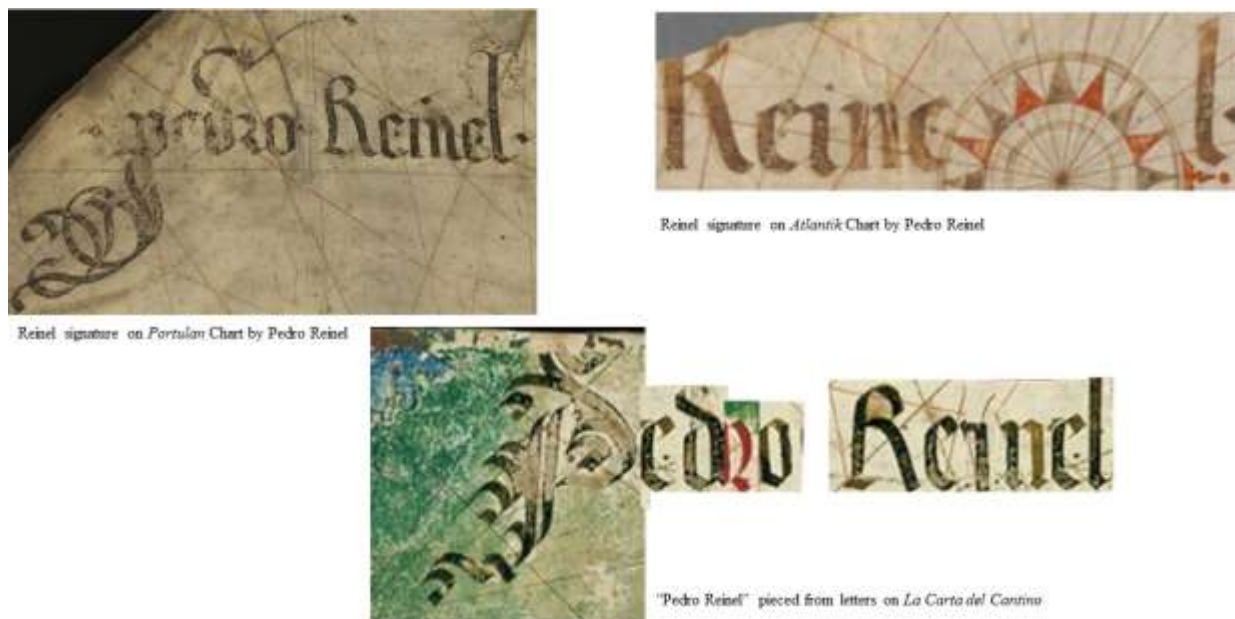 pedro Reinel.
Reine l.
Reinel signature on Atlantik Chart by Pedro Reinel
Reinel signature on Portulan Chart by Pedro Reinel
Pedro Reinel
"Pedro Reinel" pieced from letters on La Carta del Cantino